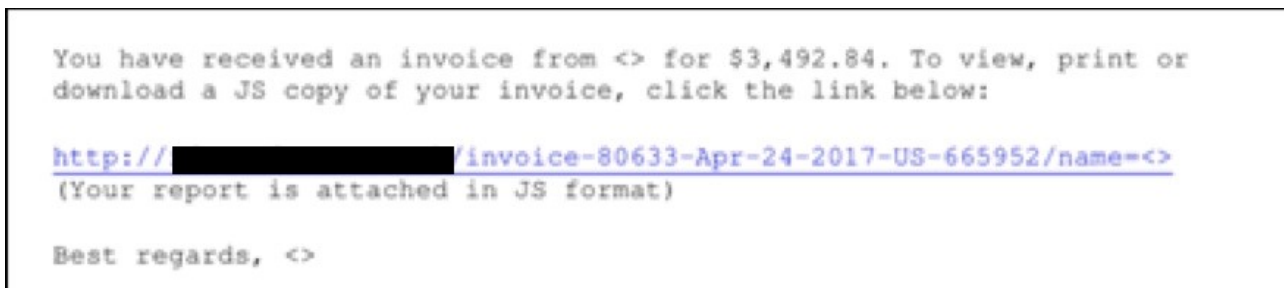 You have received an invoice from <> for $3,492.84. To view, print or
download a JS copy of your invoice, click the link below:
http:///invoice-80633-Apr-24-2017-US-665952/name=<>
(Your report is attached in JS format)
Best regards, <>